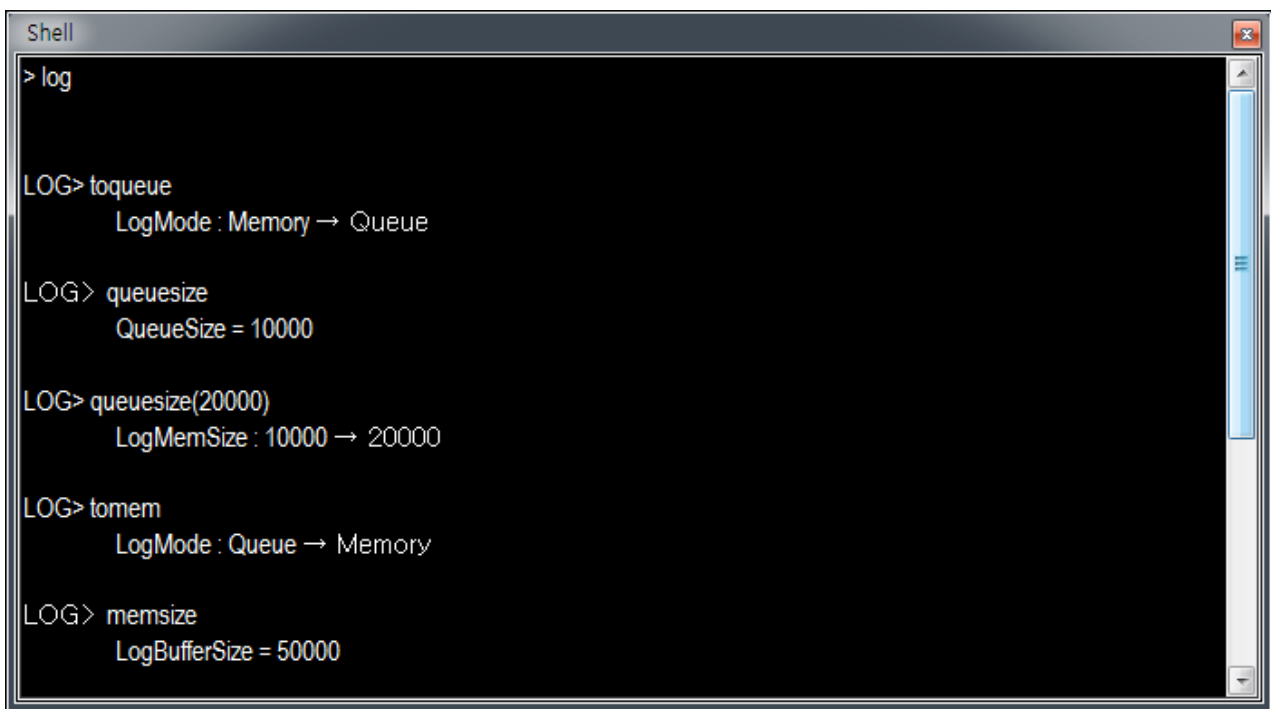 Shell
> log
LOG> toqueue
LogMode : Memory → Queue
LOG> queuesize
QueueSize = 10000
LOG> queuesize(20000)
LogMemSize : 10000 → 20000
LOG> tomem
LogMode : Queue → Memory
LOG> memsize
LogBufferSize = 50000